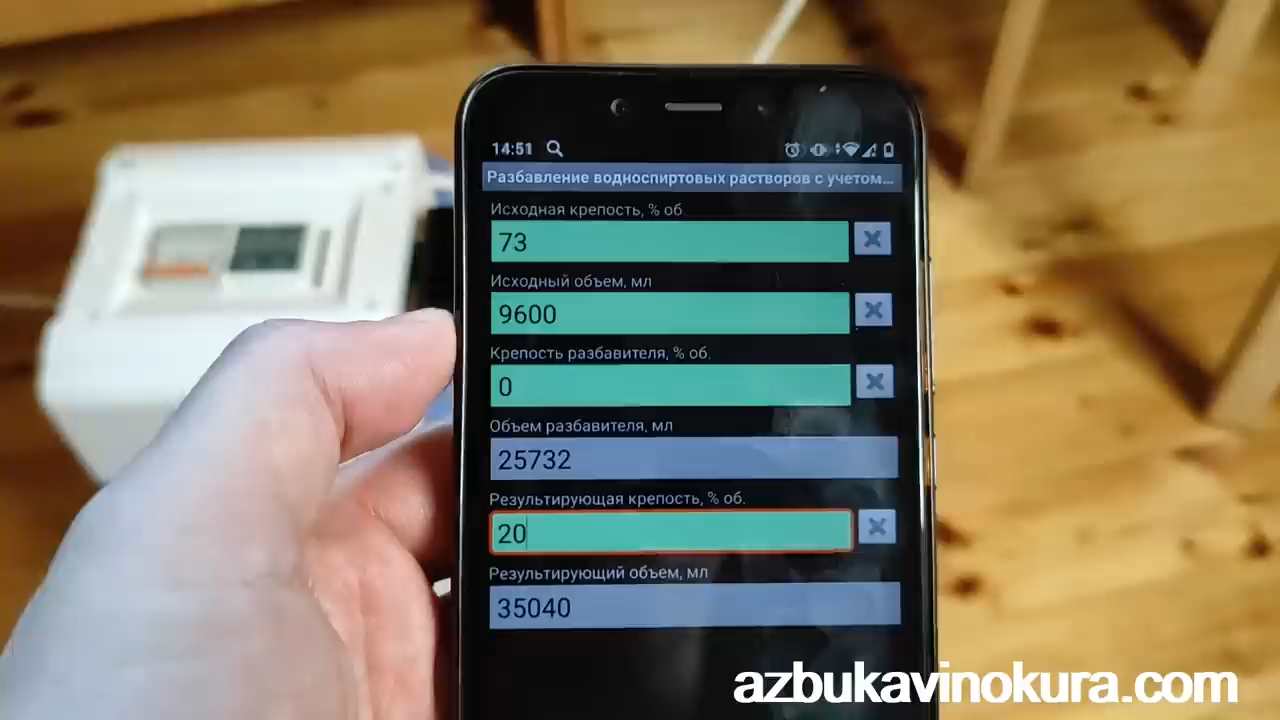 14:51
Разбавление водноспиртовых растворов с учетом...
Исходная крепость, % об
73
Исходный объем, мл
9600
Крепость разбавителя, % об.
0
Объем разбавителя, мл
25732
Результирующая крепость, % об.
20
Результирующий объем, мл
35040
azbukavinokura.com